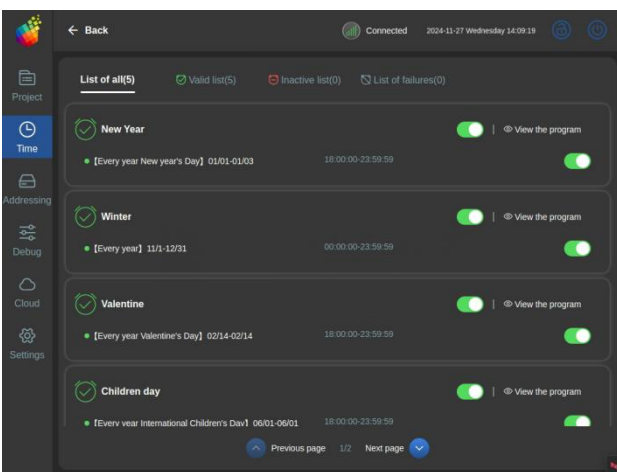 ← Back
Connected
2024-11-27 Wednesday 14:09:19
Project
Time
Addressing
Debug
Cloud
Settings
List of all(5)
Valid list(5)
Inactive list(0)
List of failures(0)
New Year
View the program
【Every year New year's Day】 01/01-01/03
18:00:00-23:59:59
Winter
View the program
【Every year】 11/1-12/31
00:00:00-23:59:59
Valentine
View the program
【Every year Valentine's Day】 02/14-02/14
18:00:00-23:59:59
Children day
View the program
【Every year International Children's Day】 06/01-06/01
18:00:00-23:59:59
Previous page 1/2 Next page